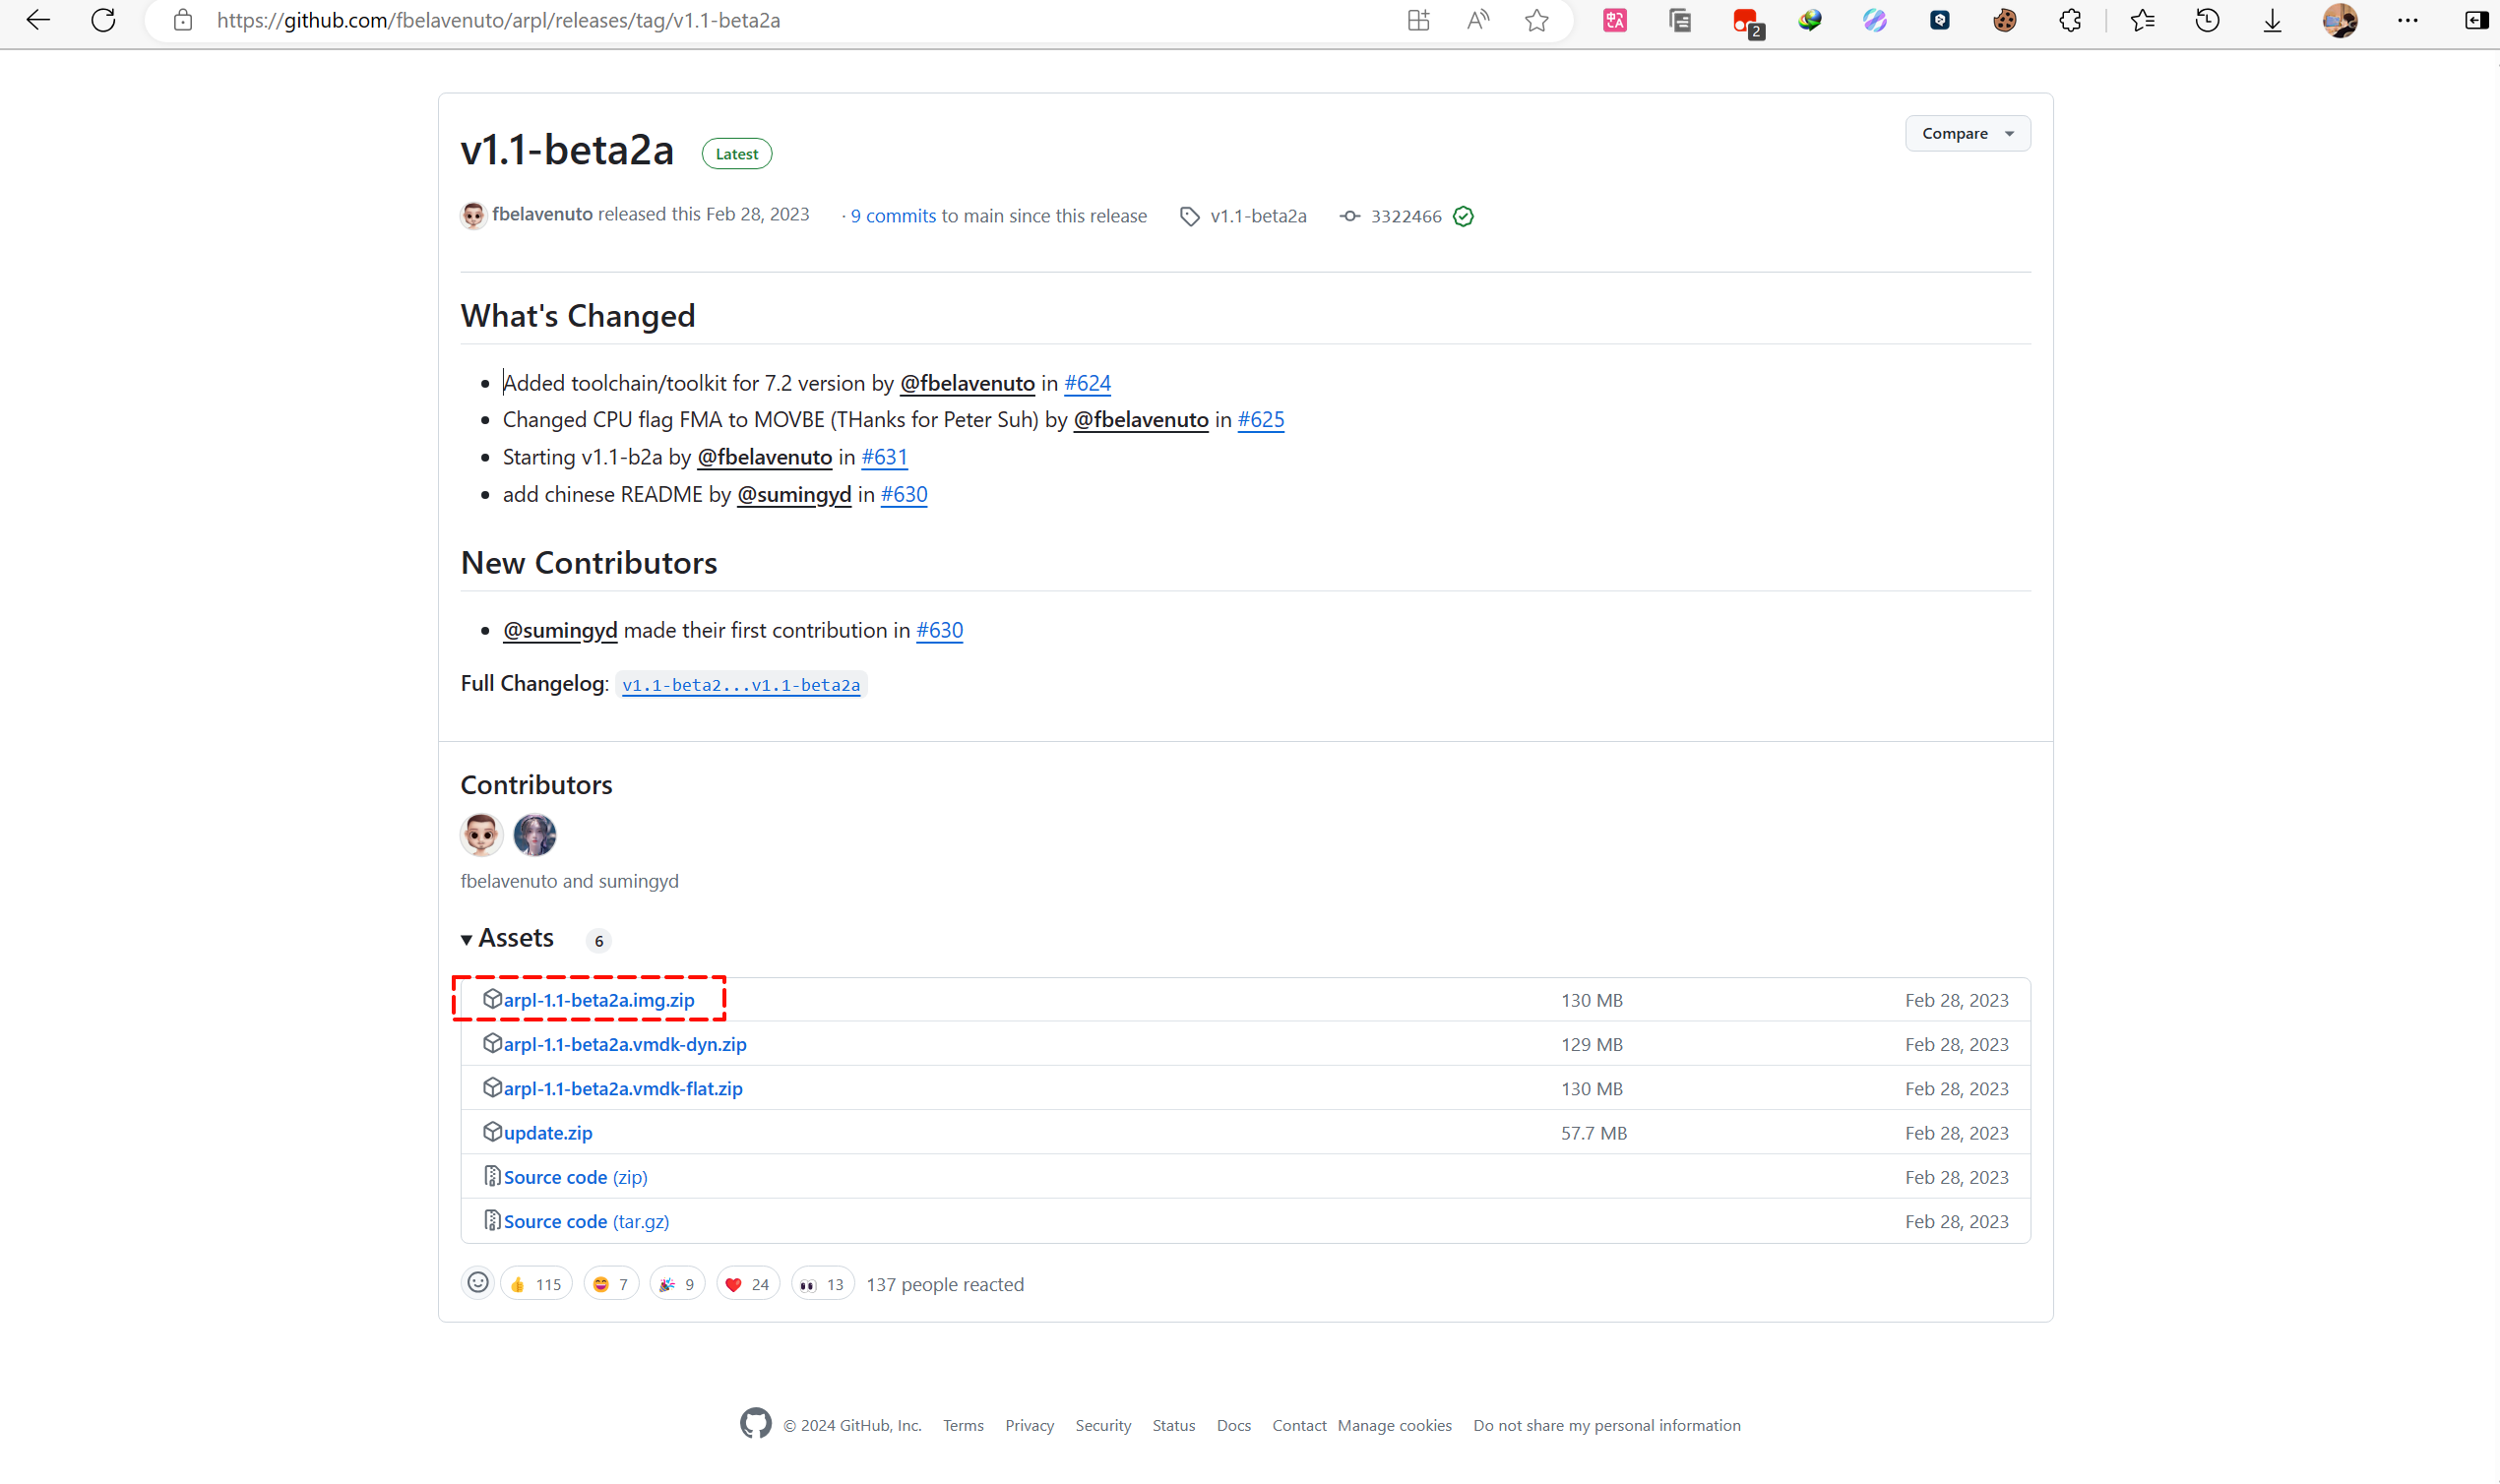 https://github.com/fbelavenuto/arpl/releases/tag/v1.1-beta2a
2
v1.1-beta2a Latest
Compare
fbelavenuto released this Feb 28, 2023 · 9 commits to main since this release v1.1-beta2a 3322466
What's Changed
Added toolchain/toolkit for 7.2 version by @fbelavenuto in #624
Changed CPU flag FMA to MOVBE (THanks for Peter Suh) by @fbelavenuto in #625
Starting v1.1-b2a by @fbelavenuto in #631
add chinese README by @sumingyd in #630
New Contributors
@sumingyd made their first contribution in #630
Full Changelog: v1.1-beta2...v1.1-beta2a
Contributors
fbelavenuto and sumingyd
Assets 6
arpl-1.1-beta2a.img.zip 130 MB Feb 28, 2023
arpl-1.1-beta2a.vmdk-dyn.zip 129 MB Feb 28, 2023
arpl-1.1-beta2a.vmdk-flat.zip 130 MB Feb 28, 2023
update.zip 57.7 MB Feb 28, 2023
Source code (zip) Feb 28, 2023
Source code (tar.gz) Feb 28, 2023
👍 115 😄 7 🎉 9 ❤️ 24 👀 13 137 people reacted
© 2024 GitHub, Inc. Terms Privacy Security Status Docs Contact Manage cookies Do not share my personal information